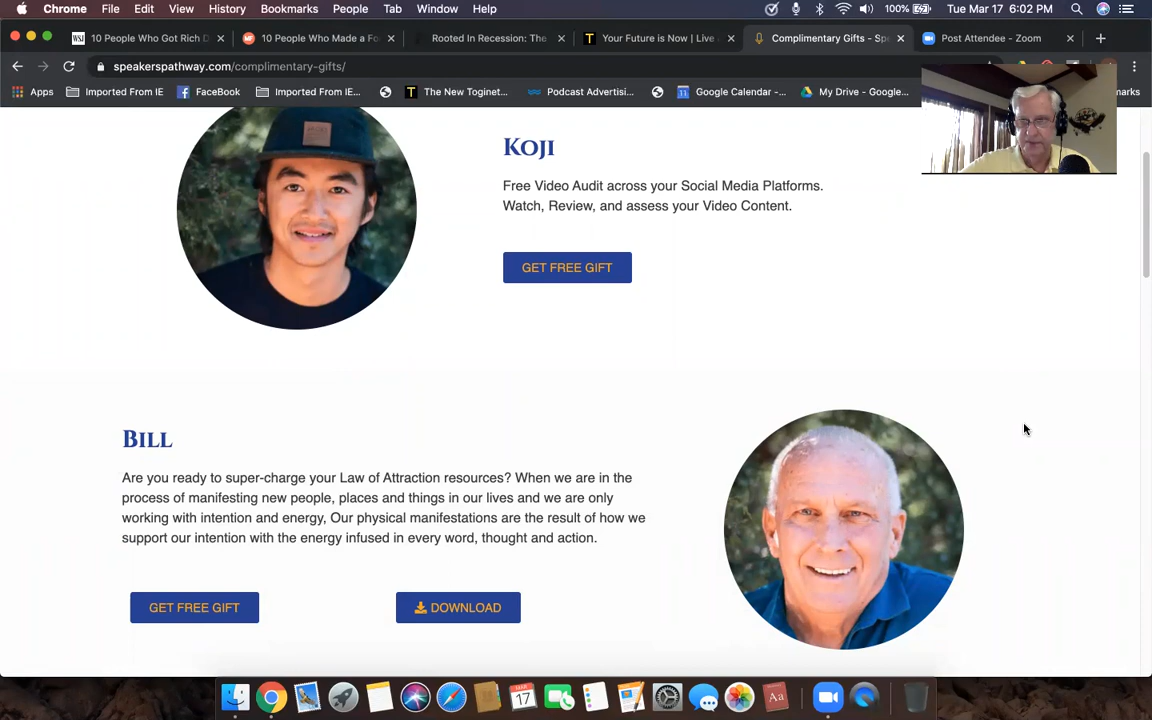 Chrome File Edit View History Bookmarks People Tab Window Help 100% Tue Mar 17 6:02 PM
10 People Who Got Rich D
10 People Who Made a Fo
Rooted In Recession: The
Your Future is Now | Live
Complimentary Gifts - Spe
Post Attendee - Zoom
speakerspathway.com/complimentary-gifts/
Apps Imported From IE FaceBook Imported From IE... The New Toginet... Podcast Advertisi... Google Calendar -... My Drive - Google...
KOJI
Free Video Audit across your Social Media Platforms.
Watch, Review, and assess your Video Content.
GET FREE GIFT
BILL
Are you ready to super-charge your Law of Attraction resources? When we are in the
process of manifesting new people, places and things in our lives and we are only
working with intention and energy, Our physical manifestations are the result of how we
support our intention with the energy infused in every word, thought and action.
GET FREE GIFT
DOWNLOAD